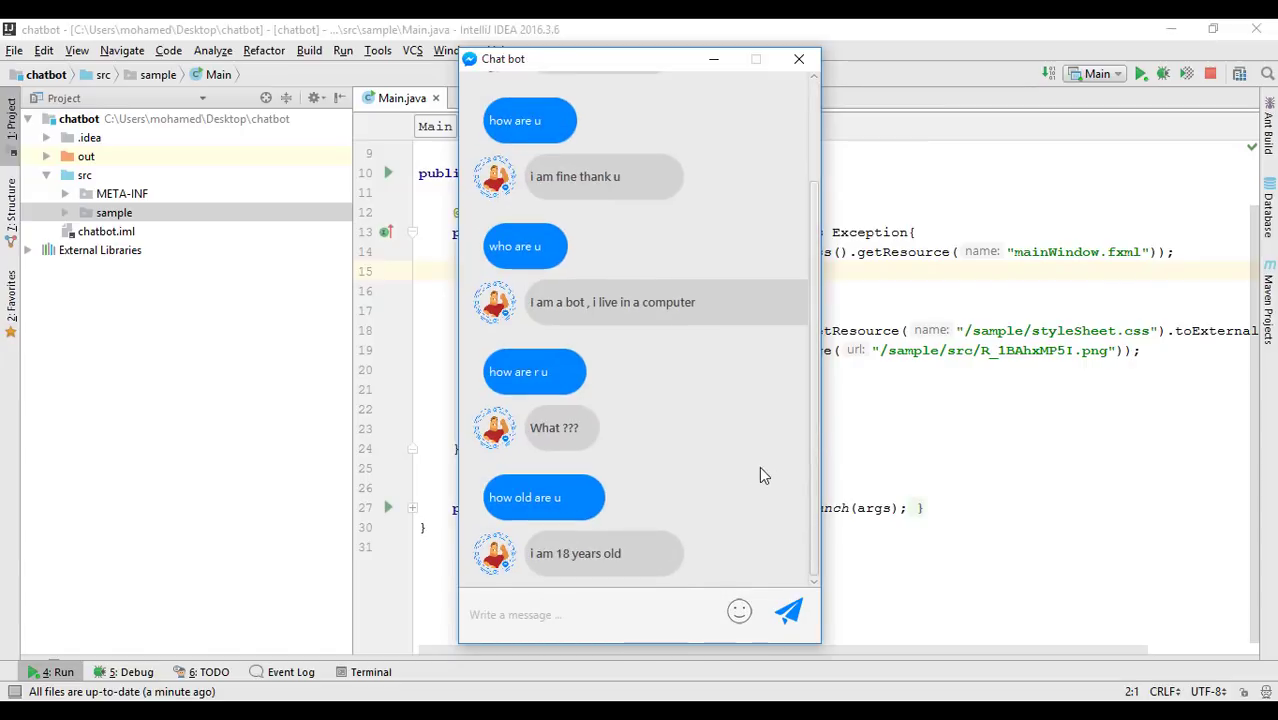 chatbot - [C:\Users\mohamed\Desktop\chatbot] - [chatbot] - ...\src\sample\Main.java - IntelliJ IDEA 2016.3.6
File Edit View Navigate Code Analyze Refactor Build Run Tools VCS Wind
chatbot src sample Main
Main
Project
Main.java
chatbot C:\Users\mohamed\Desktop\chatbot
.idea
out
src
META-INF
sample
chatbot.iml
External Libraries
1: Project
7: Structure
2: Favorites
Main
9
10 publi
11
12 @
13 p s Exception{
14 ss().getResource( name: "mainWindow.fxml"));
15
16
17
18 etResource( name: "/sample/styleSheet.css").toExternal
19 e( url: "/sample/src/R_1BAhxMP5I.png"));
20
21
22
23
24 }
25
26
27 p unch(args); }
30 }
31
Chat bot
how are u
i am fine thank u
who are u
I am a bot , i live in a computer
how are r u
What ???
how old are u
i am 18 years old
Write a message ..
Ant Build
Database
Maven Projects
4: Run 5: Debug 6: TODO Event Log Terminal
All files are up-to-date (a minute ago)
2:1 CRLF÷ UTF-8÷